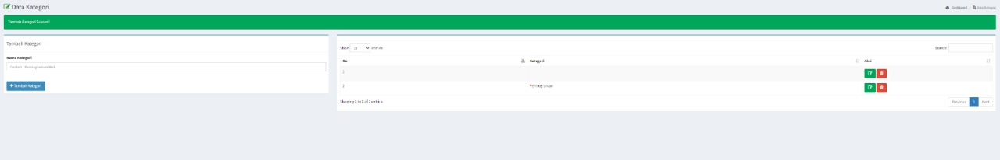 Data Kategori
Dashboard Data Kategori
Tambah Kategori Sukses !
Tambah Kategori
Nama Kategori
Contoh : Pemrograman Web
Tambah Kategori
Show 10 entries
Search:
No Kategori Aksi
1
2 Pemrograman
Showing 1 to 2 of 2 entries
Previous 1 Next